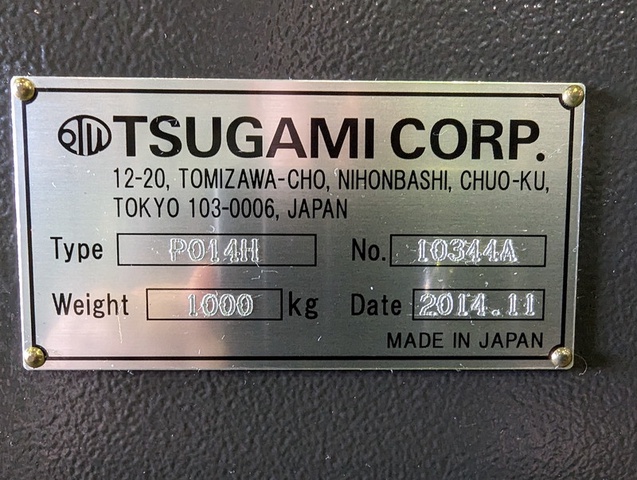 TSUGAMI CORP.
12-20, TOMIZAWA-CHO, NIHONBASHI, CHUO-KU,
TOKYO 103-0006, JAPAN
Type P014H No. 10344A
Weight 1000 kg Date 2014.11
MADE IN JAPAN